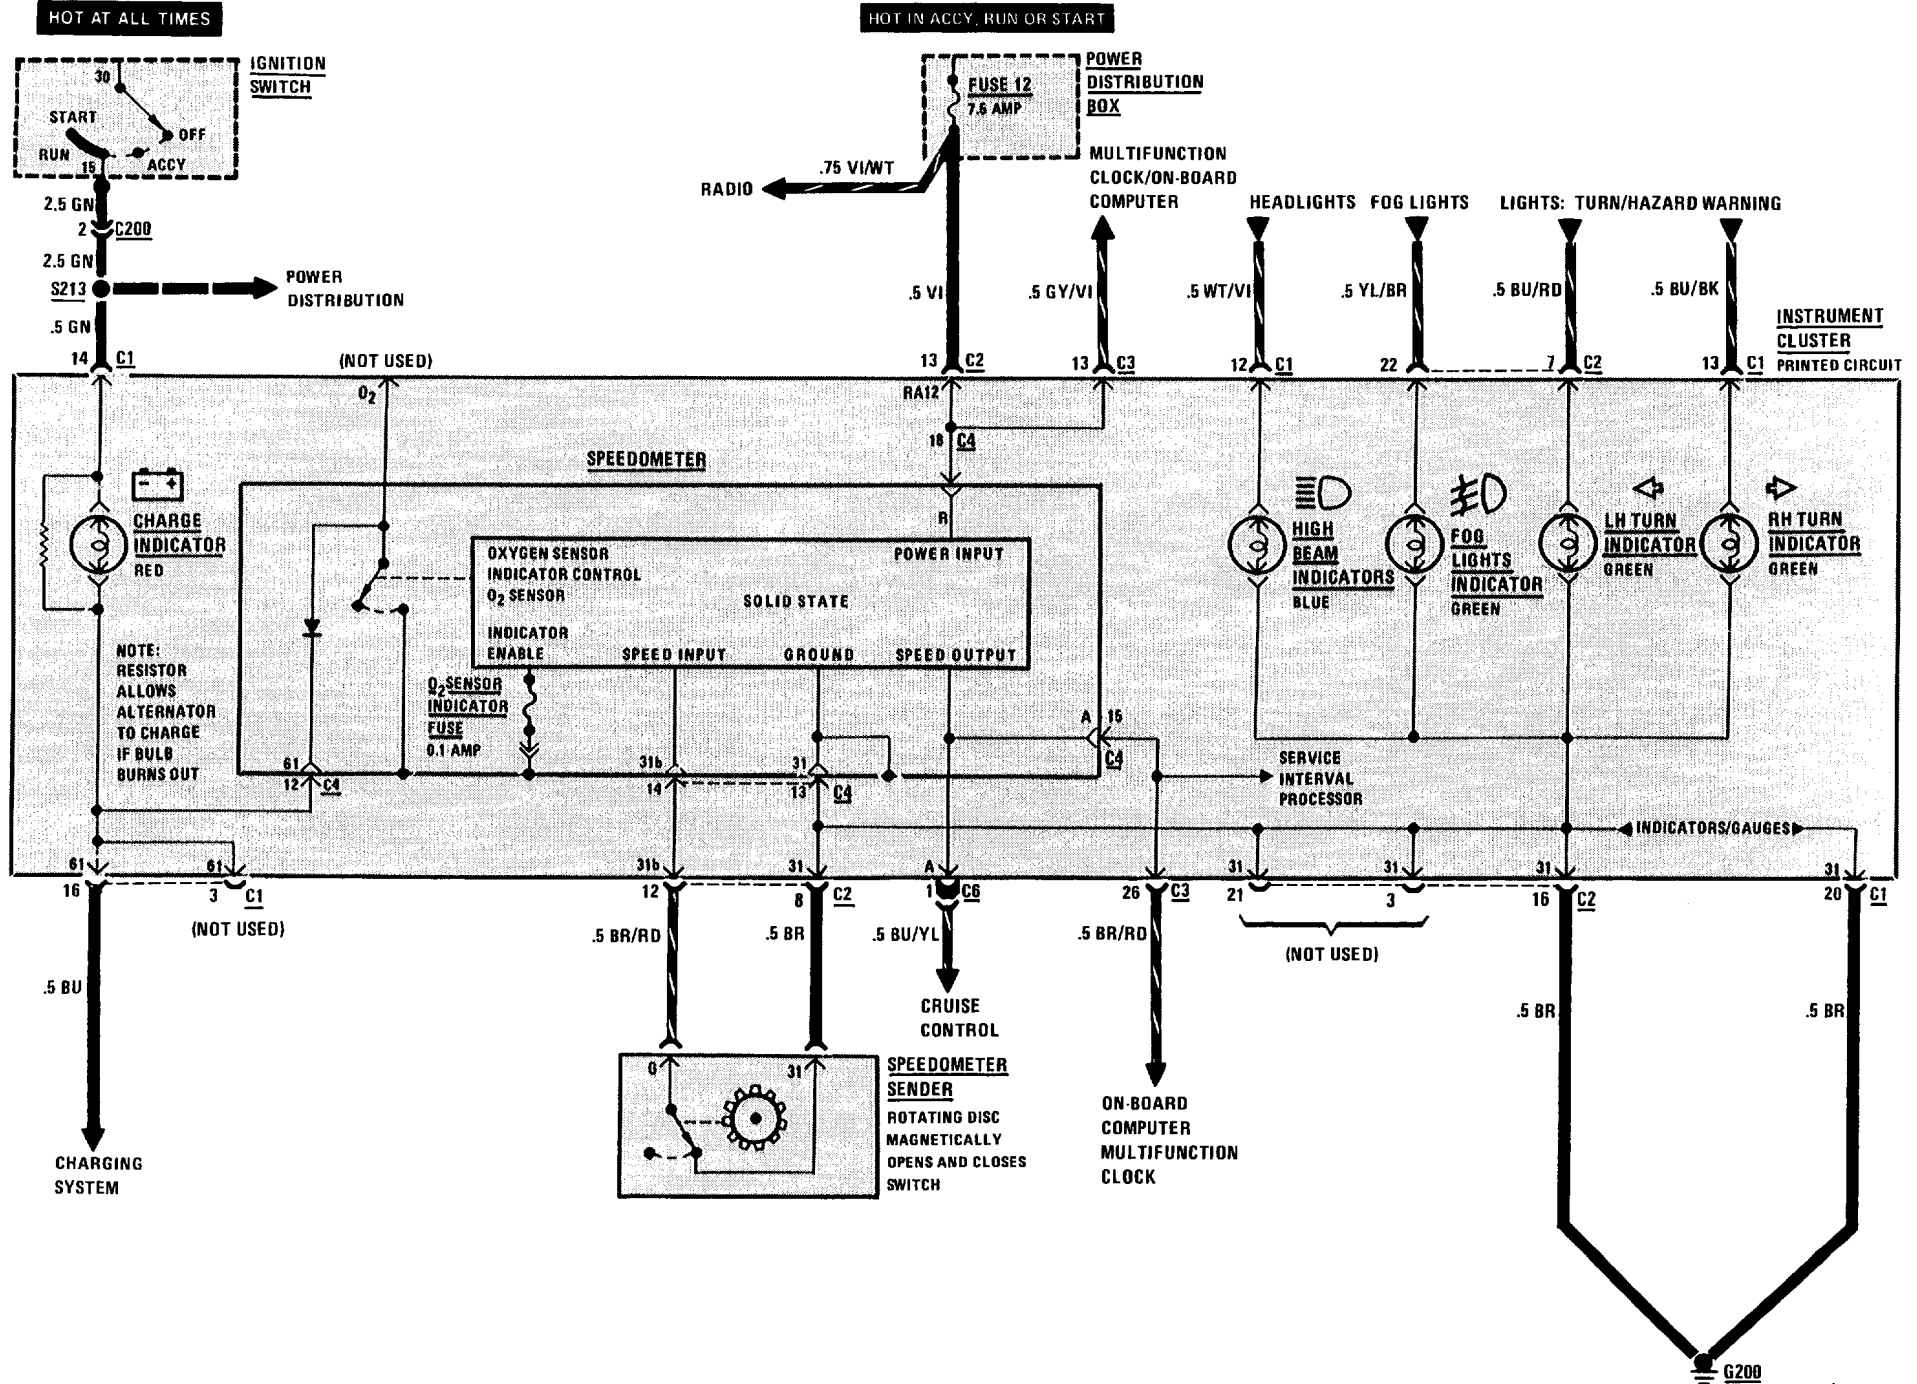 HOT AT ALL TIMES
HOT IN ACCY, RUN OR START
IGNITION
SWITCH
30
START
OFF
RUN
15
ACCY
2.5 GN
2
C200
2.5 GN
S213
POWER
DISTRIBUTION
.5 GN
14
C1
FUSE 12
7.5 AMP
POWER
DISTRIBUTION
BOX
.75 VI/WT
RADIO
MULTIFUNCTION
CLOCK/ON-BOARD
COMPUTER
HEADLIGHTS
FOG LIGHTS
LIGHTS: TURN/HAZARD WARNING
.5 VI
.5 GY/VI
.5 WT/VI
.5 YL/BR
.5 BU/RD
.5 BU/BK
INSTRUMENT
CLUSTER
PRINTED CIRCUIT
(NOT USED)
13
C2
13
C3
12
C1
22
7
C2
13
C1
O2
RA12
18
C4
SPEEDOMETER
R
CHARGE
INDICATOR
RED
OXYGEN SENSOR
INDICATOR CONTROL
O2 SENSOR
POWER INPUT
SOLID STATE
INDICATOR
ENABLE
SPEED INPUT
GROUND
SPEED OUTPUT
HIGH
BEAM
INDICATORS
BLUE
FOG
LIGHTS
INDICATOR
GREEN
LH TURN
INDICATOR
GREEN
RH TURN
INDICATOR
GREEN
NOTE:
RESISTOR
ALLOWS
ALTERNATOR
TO CHARGE
IF BULB
BURNS OUT
O2 SENSOR
INDICATOR
FUSE
0.1 AMP
A
15
C4
61
12
C4
31b
14
31
13
C4
SERVICE
INTERVAL
PROCESSOR
INDICATORS/GAUGES
61
16
61
3
C1
(NOT USED)
31b
12
31
8
C2
A
1
C6
26
C3
31
21
31
3
(NOT USED)
31
16
C2
31
20
C1
.5 BU
.5 BR/RD
.5 BR
.5 BU/YL
.5 BR/RD
.5 BR
.5 BR
CRUISE
CONTROL
CHARGING
SYSTEM
G
31
SPEEDOMETER
SENDER
ROTATING DISC
MAGNETICALLY
OPENS AND CLOSES
SWITCH
ON-BOARD
COMPUTER
MULTIFUNCTION
CLOCK
G200